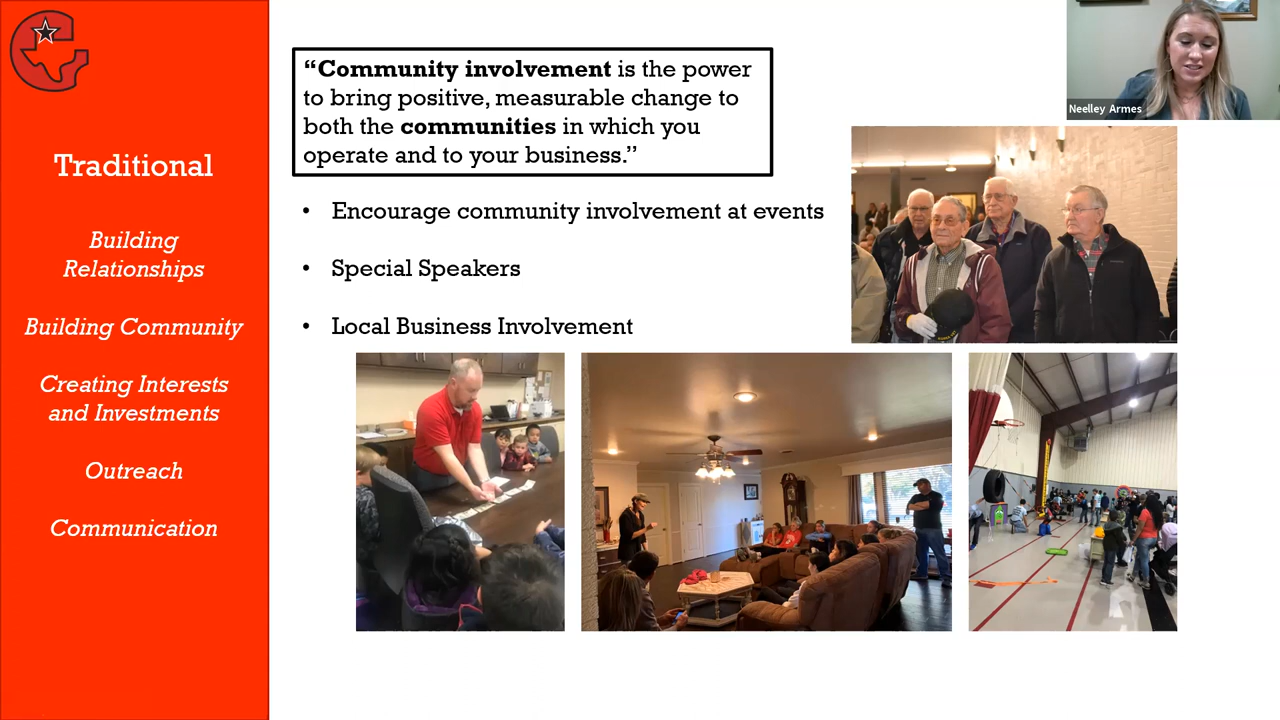 Traditional
Building
Relationships
Building Community
Creating Interests
and Investments
Outreach
Communication
“Community involvement is the power
to bring positive, measurable change to
both the communities in which you
operate and to your business.”
• Encourage community involvement at events
• Special Speakers
• Local Business Involvement
Neelley Armes